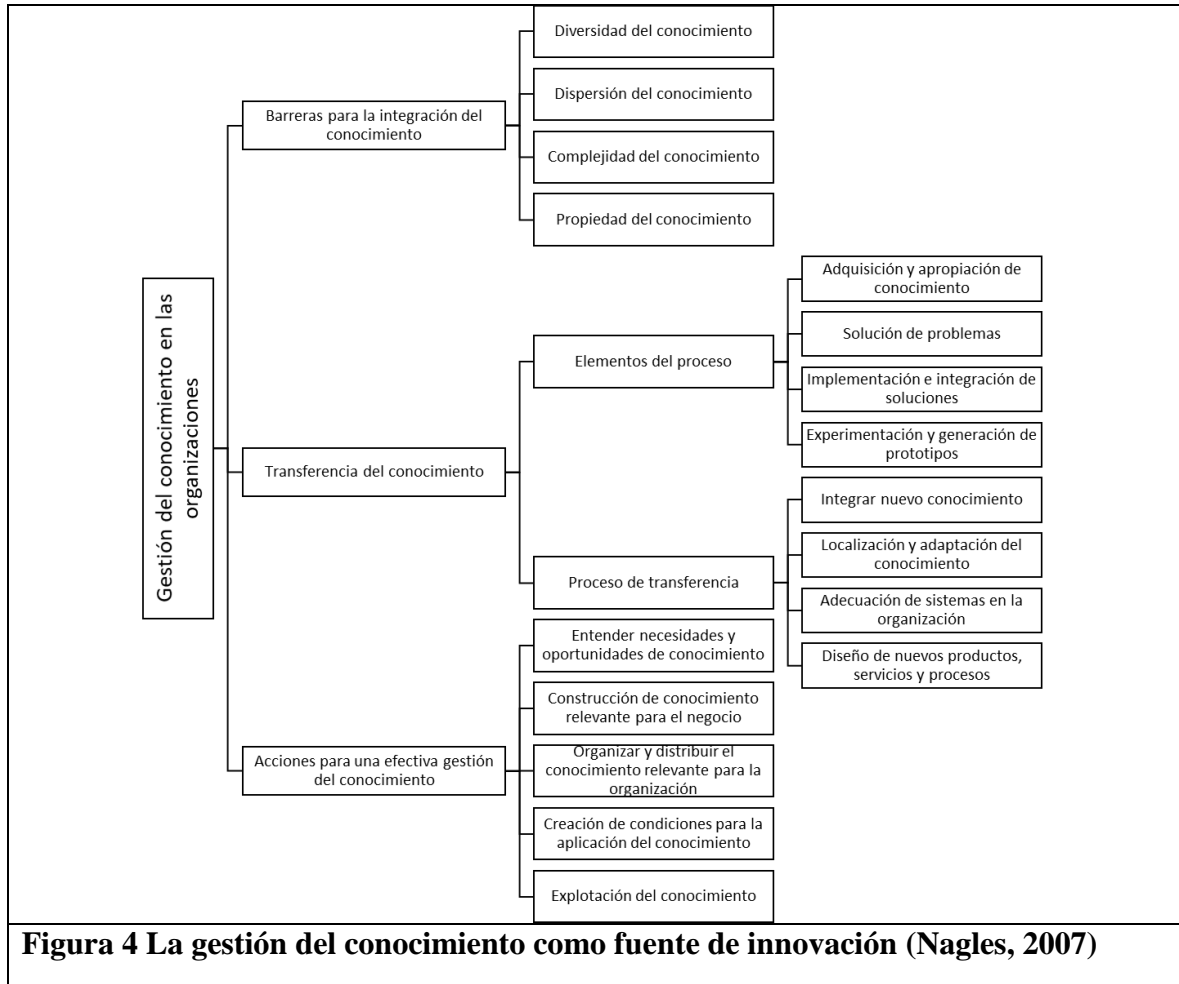 Gestión del conocimiento en las
organizaciones
Barreras para la integración del
conocimiento
Diversidad del conocimiento
Dispersión del conocimiento
Complejidad del conocimiento
Propiedad del conocimiento
Transferencia del conocimiento
Elementos del proceso
Adquisición y apropiación de
conocimiento
Solución de problemas
Implementación e integración de
soluciones
Experimentación y generación de
prototipos
Proceso de transferencia
Integrar nuevo conocimiento
Localización y adaptación del
conocimiento
Adecuación de sistemas en la
organización
Diseño de nuevos productos,
servicios y procesos
Acciones para una efectiva gestión
del conocimiento
Entender necesidades y
oportunidades de conocimiento
Construcción de conocimiento
relevante para el negocio
Organizar y distribuir el
conocimiento relevante para la
organización
Creación de condiciones para la
aplicación del conocimiento
Explotación del conocimiento
Figura 4 La gestión del conocimiento como fuente de innovación (Nagles, 2007)